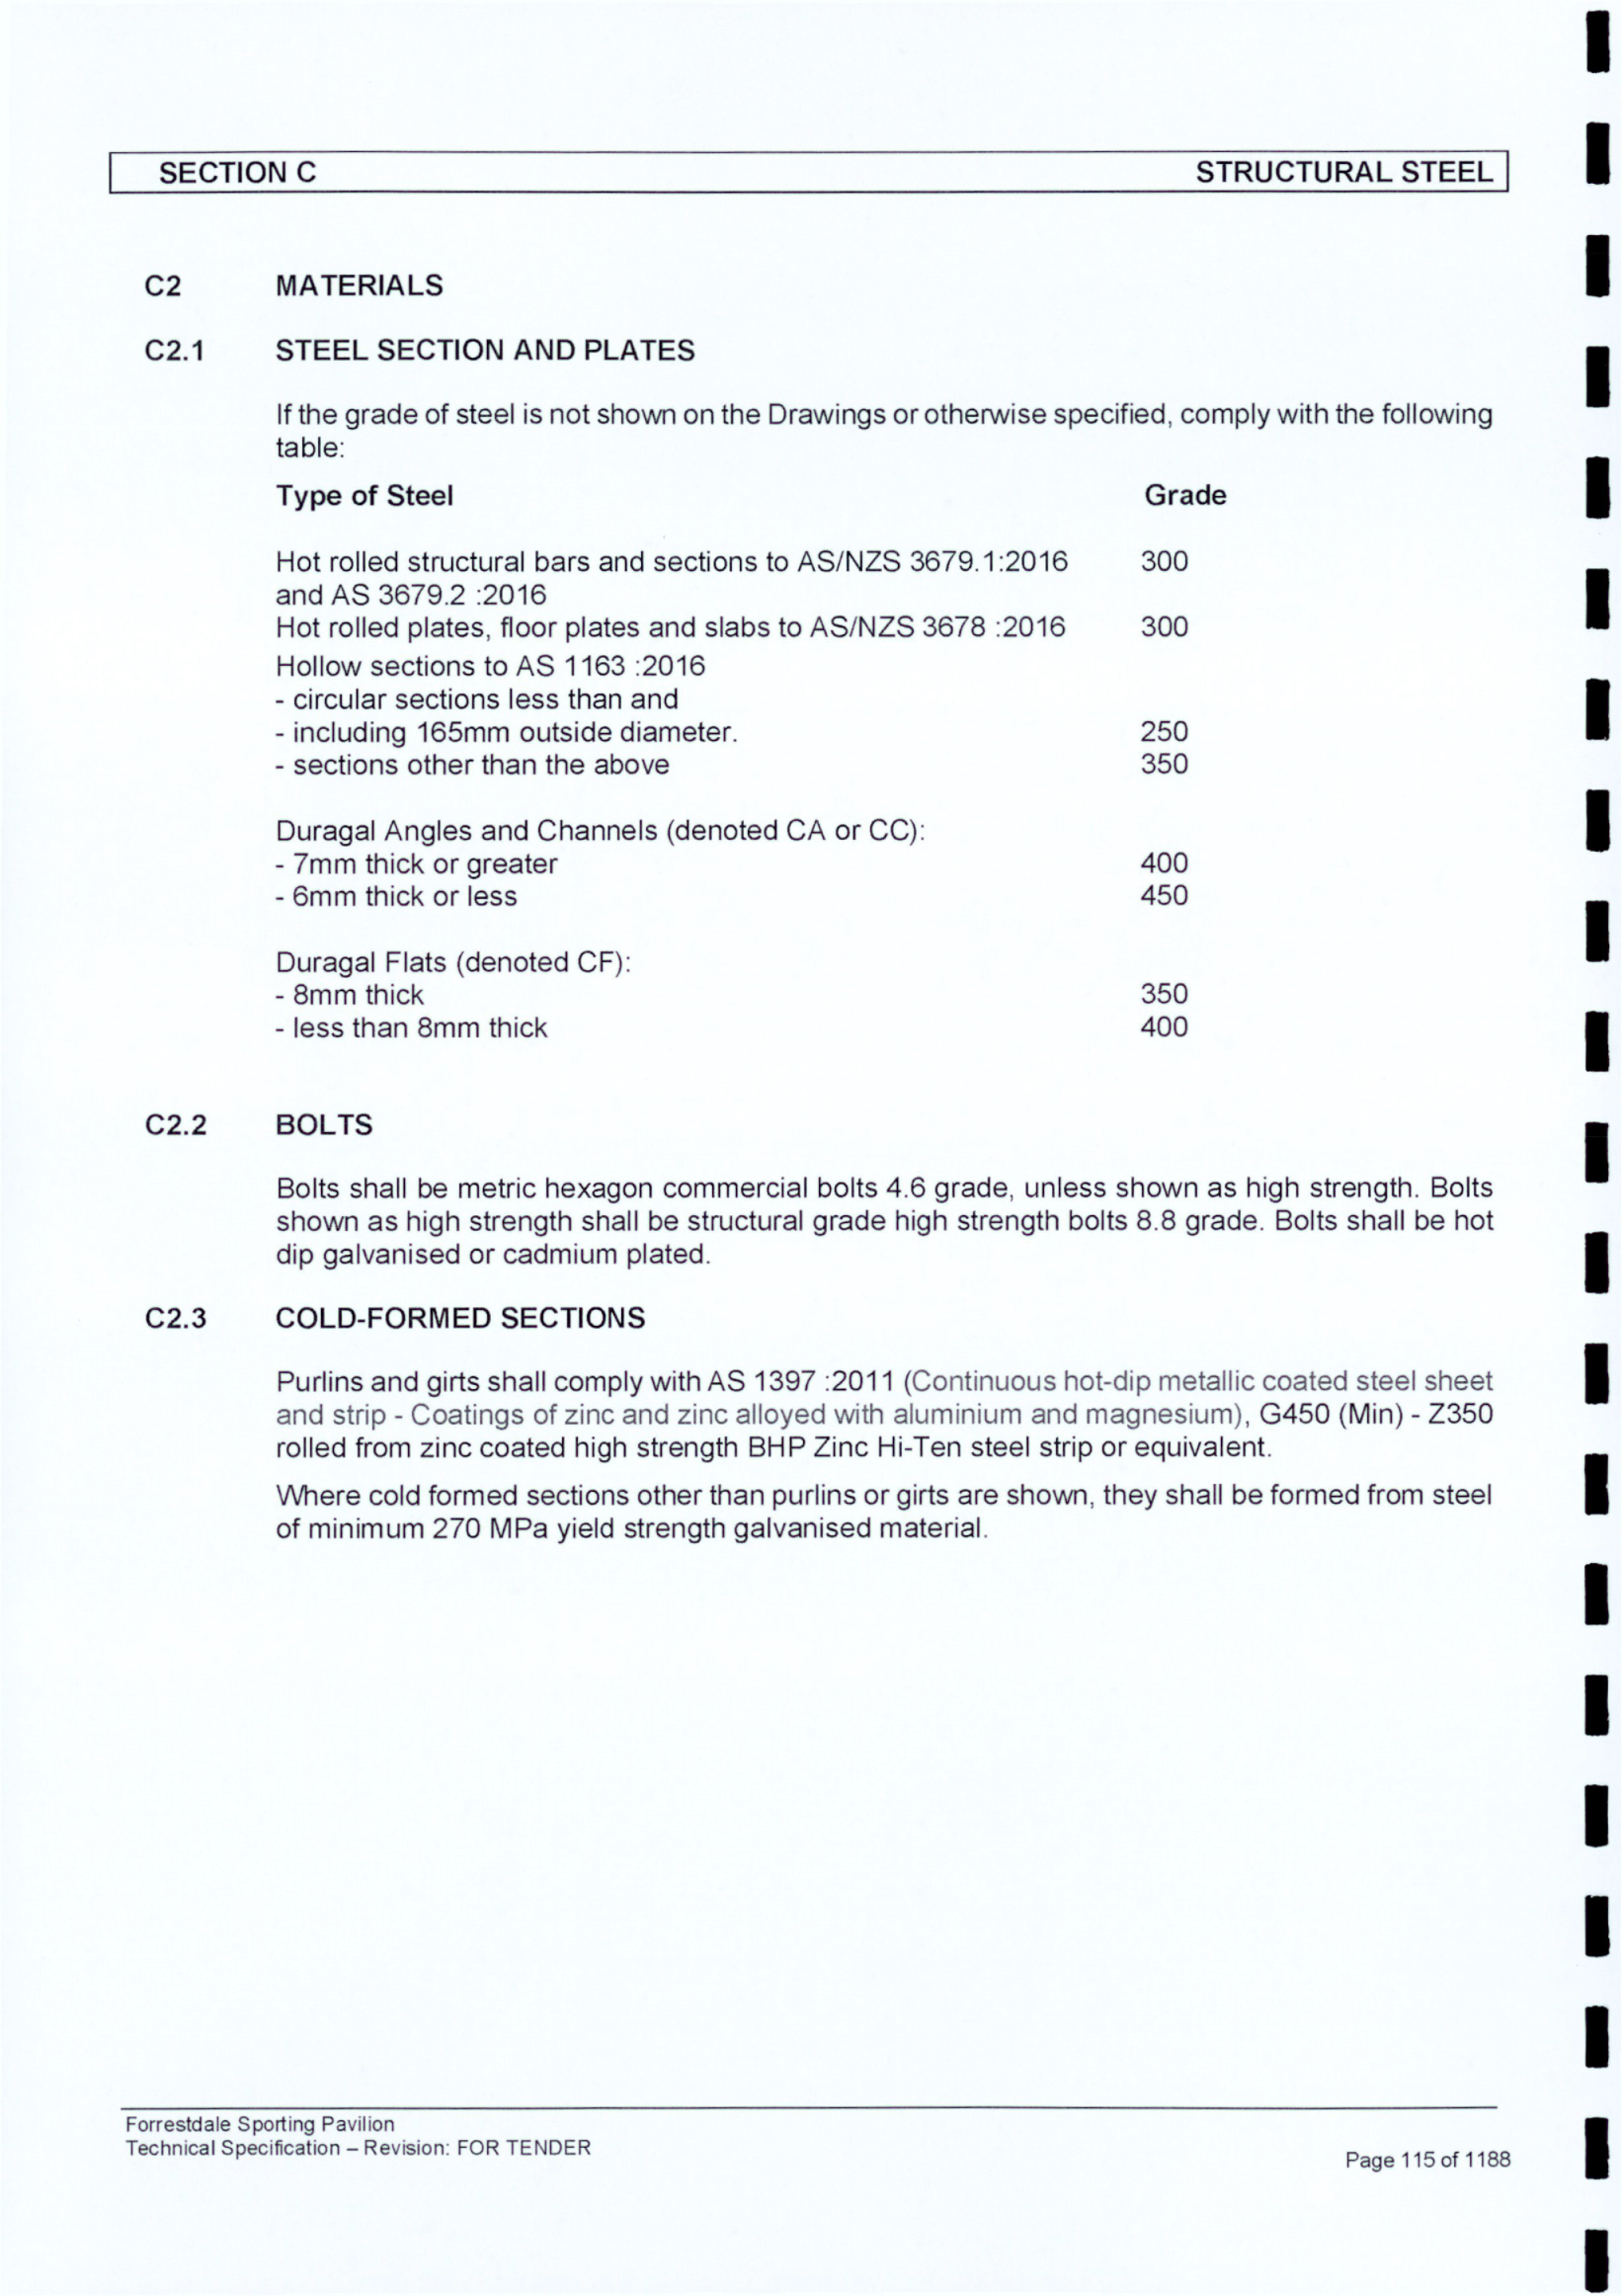 SECTION C STRUCTURAL STEEL
C2 MATERIALS
C2.1 STEEL SECTION AND PLATES
If the grade of steel is not shown on the Drawings or otherwise specified, comply with the following
table:
Type of Steel Grade
Hot rolled structural bars and sections to AS/NZS 3679.1:2016 300
and AS 3679.2 :2016
Hot rolled plates, floor plates and slabs to AS/NZS 3678 :2016 300
Hollow sections to AS 1163 :2016
- circular sections less than and
- including 165mm outside diameter. 250
- sections other than the above 350
Duragal Angles and Channels (denoted CA or CC):
- 7mm thick or greater 400
- 6mm thick or less 450
Duragal Flats (denoted CF):
- 8mm thick 350
- less than 8mm thick 400
C2.2 BOLTS
Bolts shall be metric hexagon commercial bolts 4.6 grade, unless shown as high strength. Bolts
shown as high strength shall be structural grade high strength bolts 8.8 grade. Bolts shall be hot
dip galvanised or cadmium plated.
C2.3 COLD-FORMED SECTIONS
Purlins and girts shall comply with AS 1397 :2011 (Continuous hot-dip metallic coated steel sheet
and strip - Coatings of zinc and zinc alloyed with aluminium and magnesium), G450 (Min) - Z350
rolled from zinc coated high strength BHP Zinc Hi-Ten steel strip or equivalent.
Where cold formed sections other than purlins or girts are shown, they shall be formed from steel
of minimum 270 MPa yield strength galvanised material.
Forrestdale Sporting Pavilion
Technical Specification – Revision: FOR TENDER
Page 115 of 1188